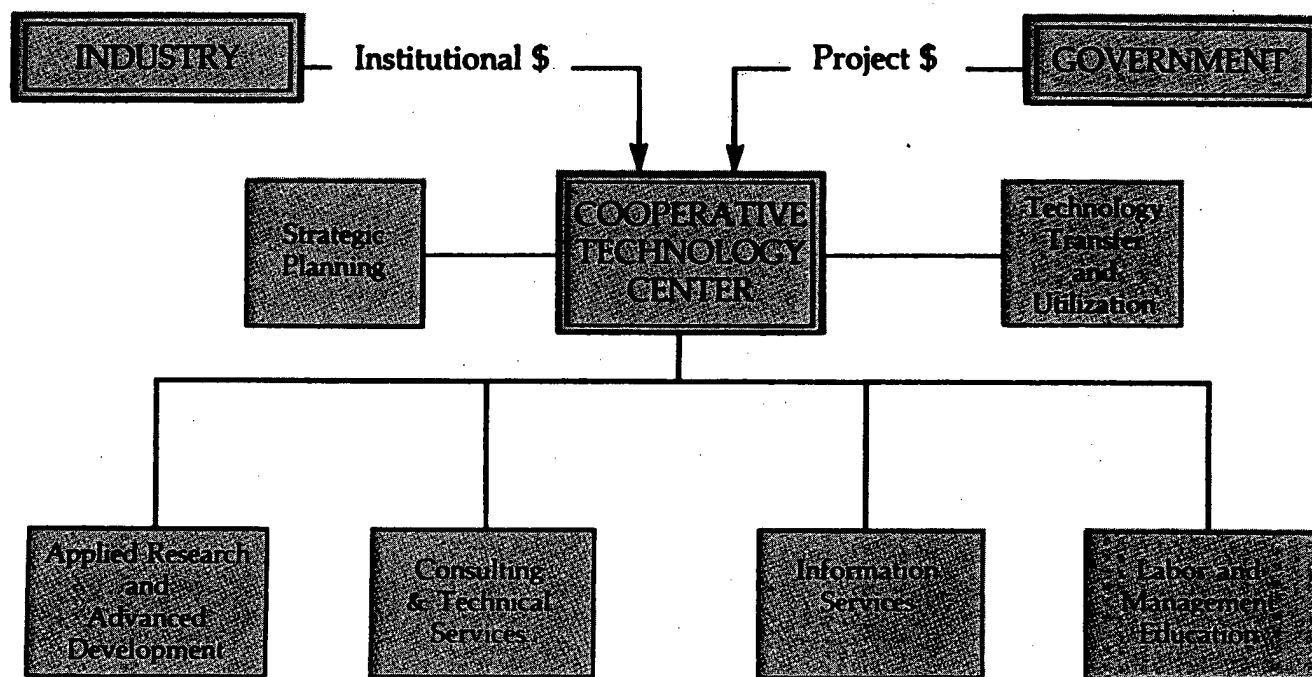 INDUSTRY
Institutional $
Project $
GOVERNMENT
Strategic
Planning
COOPERATIVE
TECHNOLOGY
CENTER
Technology
Transfer
and
Utilization
Applied Research
and
Advanced
Development
Consulting
& Technical
Services
Information
Services
Labor and
Management
Education